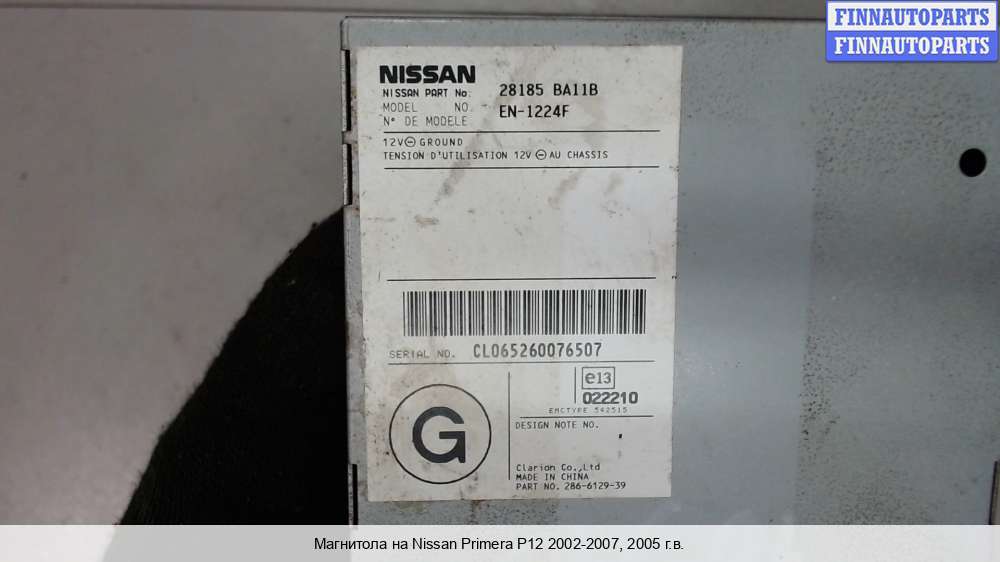 FINNAUTOPARTS
FINNAUTOPARTS
NISSAN
NISSAN PART No. 28185 BA11B
MODEL NO. EN-1224F
N° DE MODELE
12V⊖GROUND
TENSION D'UTILISATION 12V ⊖ AU CHASSIS
SERIAL NO. CL065260076507
G
e13
022210
EMCTYPE 542515
DESIGN NOTE NO.
Clarion Co.,Ltd
MADE IN CHINA
PART NO. 286-6129-39
Магнитола на Nissan Primera P12 2002-2007, 2005 г.в.